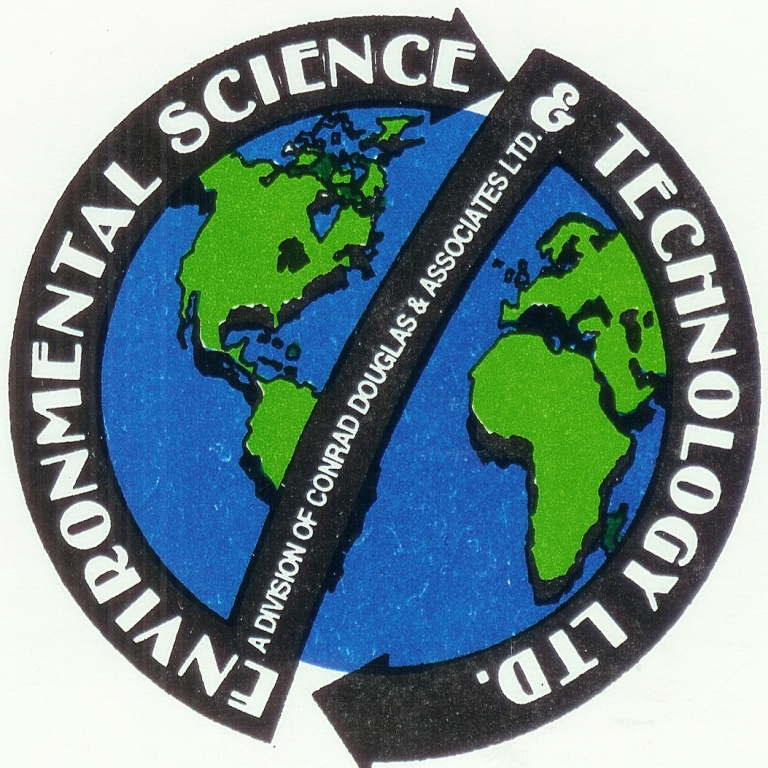 ENVIRONMENTAL SCIENCE
& TECHNOLOGY LTD.
A DIVISION OF CONRAD DOUGLAS & ASSOCIATES LTD.